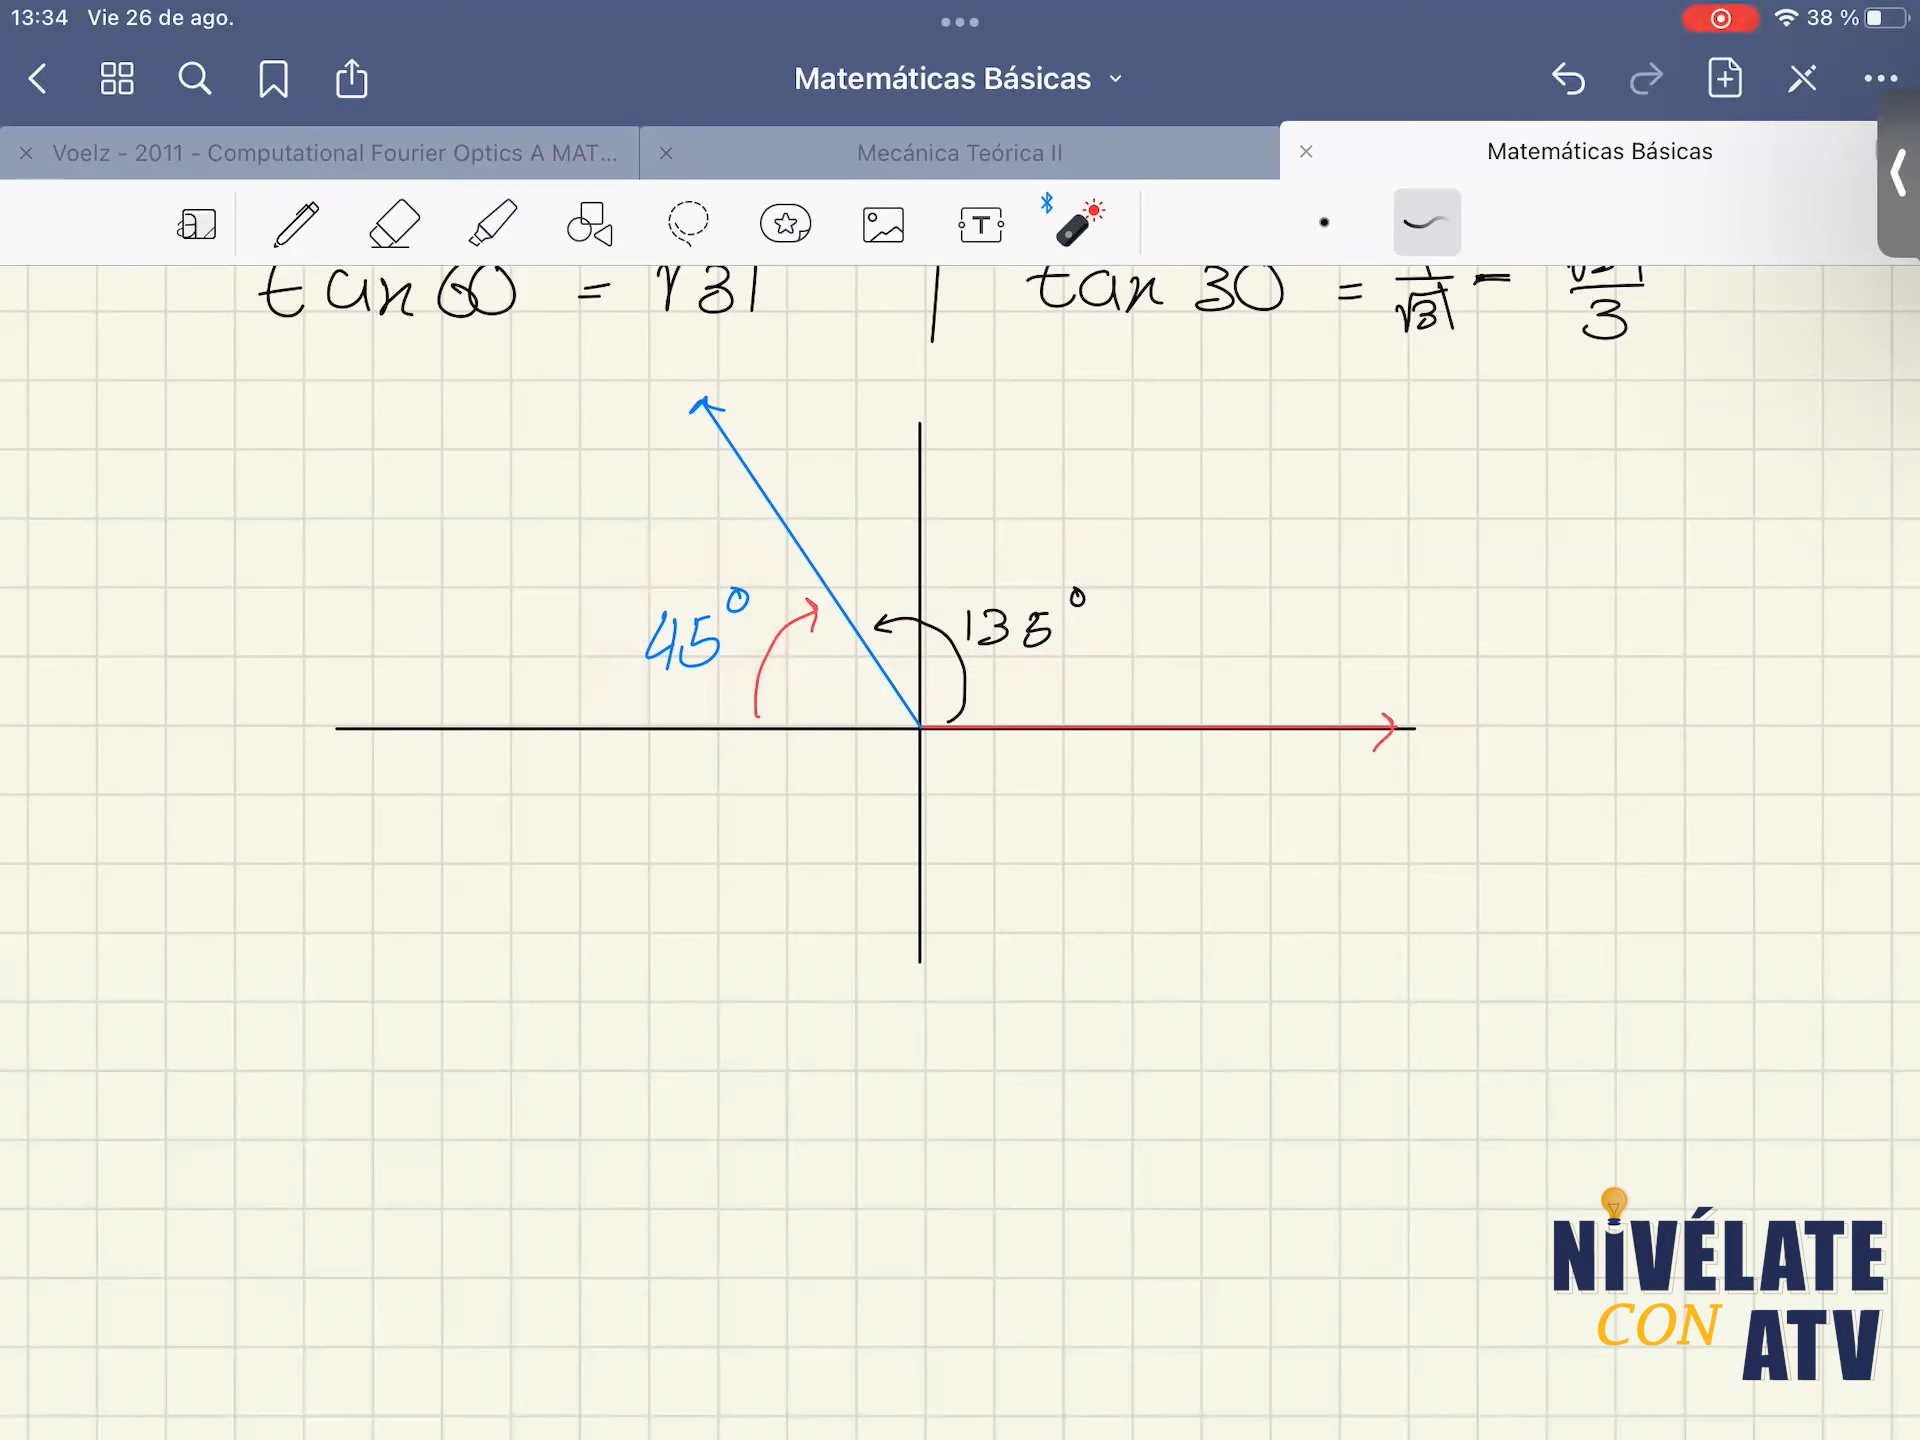 13:34 Vie 26 de ago. 38 %
Matemáticas Básicas
Voelz - 2011 - Computational Fourier Optics A MAT... Mecánica Teórica II Matemáticas Básicas
tan 60 = √3 | tan 30 = 1/√3 = /3
45° 135°
NIVÉLATE
CON ATV